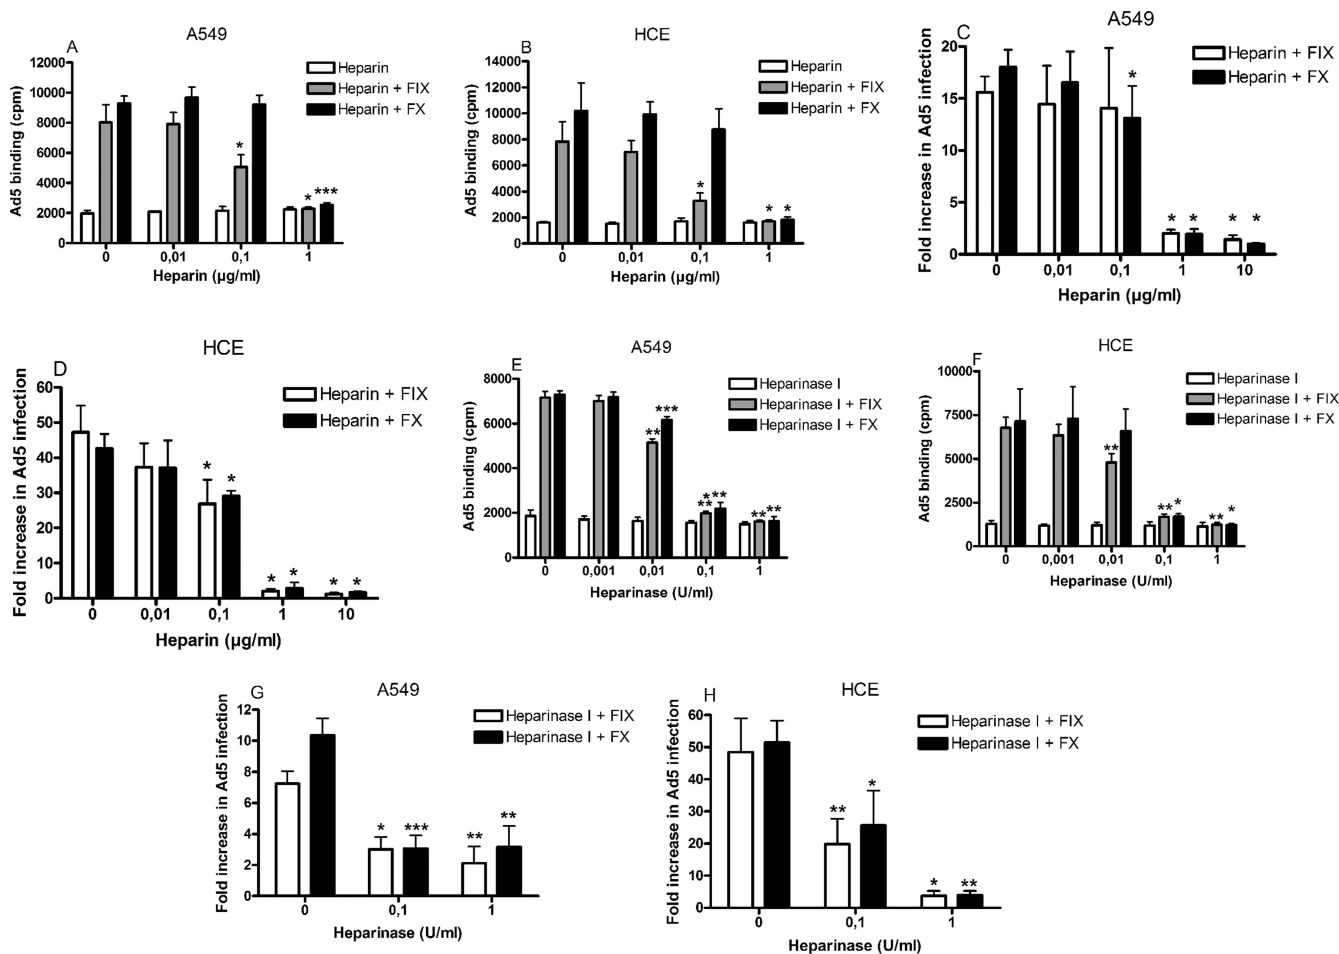 A
A549
Ad5 binding (cpm)
12000
10000
8000
6000
4000
2000
0
Heparin
Heparin + FIX
Heparin + FX
*
*
***
0
0,01
0,1
1
Heparin (µg/ml)
B
HCE
Ad5 binding (cpm)
14000
12000
10000
8000
6000
4000
2000
0
Heparin
Heparin + FIX
Heparin + FX
*
*
*
0
0,01
0,1
1
Heparin (µg/ml)
C
A549
Fold increase in Ad5 infection
20
15
10
5
0
Heparin + FIX
Heparin + FX
*
*
*
*
*
0
0,01
0,1
1
10
Heparin (µg/ml)
D
HCE
Fold increase in Ad5 infection
60
50
40
30
20
10
0
Heparin + FIX
Heparin + FX
*
*
*
*
*
*
0
0,01
0,1
1
10
Heparin (µg/ml)
E
A549
Ad5 binding (cpm)
8000
6000
4000
2000
0
Heparinase I
Heparinase I + FIX
Heparinase I + FX
**
***
*
**
**
**
**
0
0,001
0,01
0,1
1
Heparinase (U/ml)
F
HCE
Ad5 binding (cpm)
10000
7500
5000
2500
0
Heparinase I
Heparinase I + FIX
Heparinase I + FX
**
**
*
**
*
0
0,001
0,01
0,1
1
Heparinase (U/ml)
G
A549
Fold increase in Ad5 infection
12
10
8
6
4
2
0
Heparinase I + FIX
Heparinase I + FX
*
***
**
**
0
0,1
1
Heparinase (U/ml)
H
HCE
Fold increase in Ad5 infection
60
50
40
30
20
10
0
Heparinase I + FIX
Heparinase I + FX
**
*
*
**
0
0,1
1
Heparinase (U/ml)